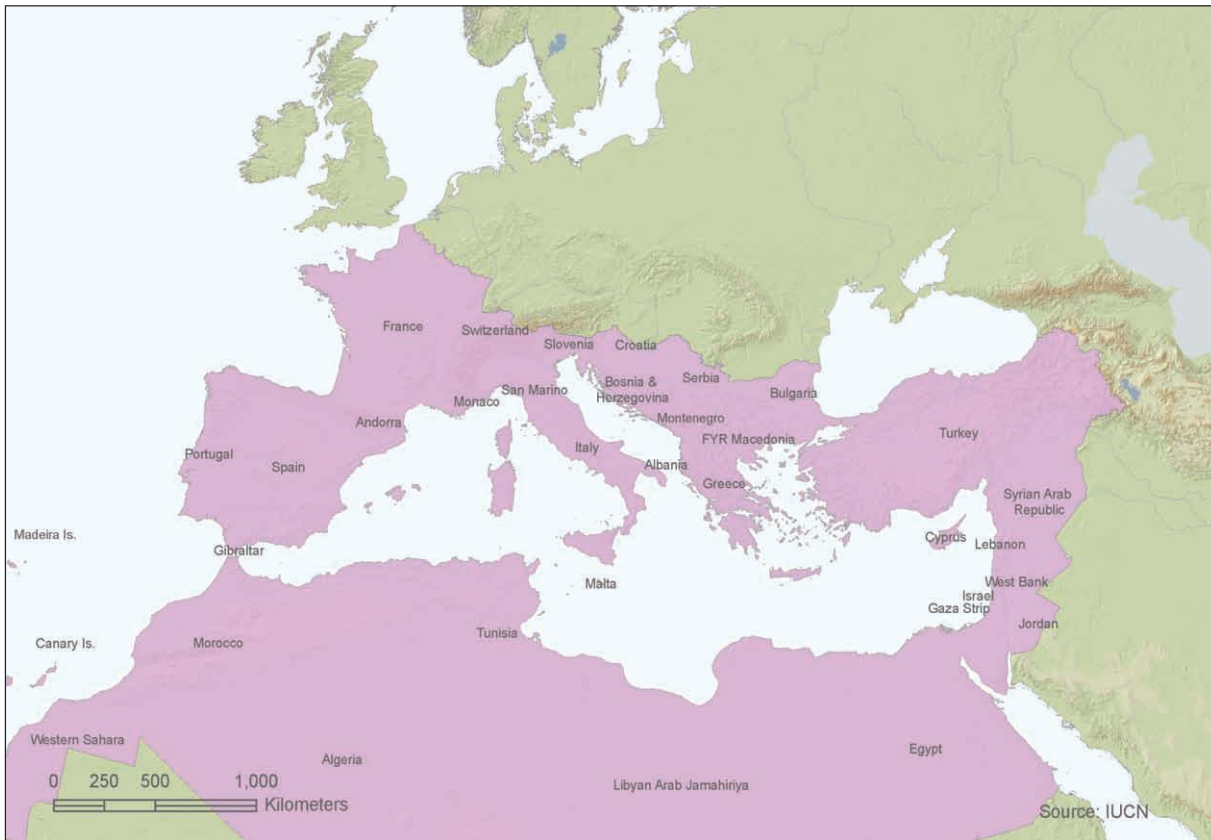 France
Switzerland
Slovenia
Croatia
San Marino
Bosnia &
Herzegovina
Serbia
Bulgaria
Monaco
Montenegro
Andorra
FYR Macedonia
Turkey
Portugal
Spain
Italy
Albania
Greece
Syrian Arab
Republic
Madeira Is.
Gibraltar
Cyprus
Lebanon
Malta
West Bank
Israel
Gaza Strip
Jordan
Canary Is.
Morocco
Tunisia
Western Sahara
Algeria
Libyan Arab Jamahiriya
Egypt
0 250 500 1,000
Kilometers
Source: IUCN